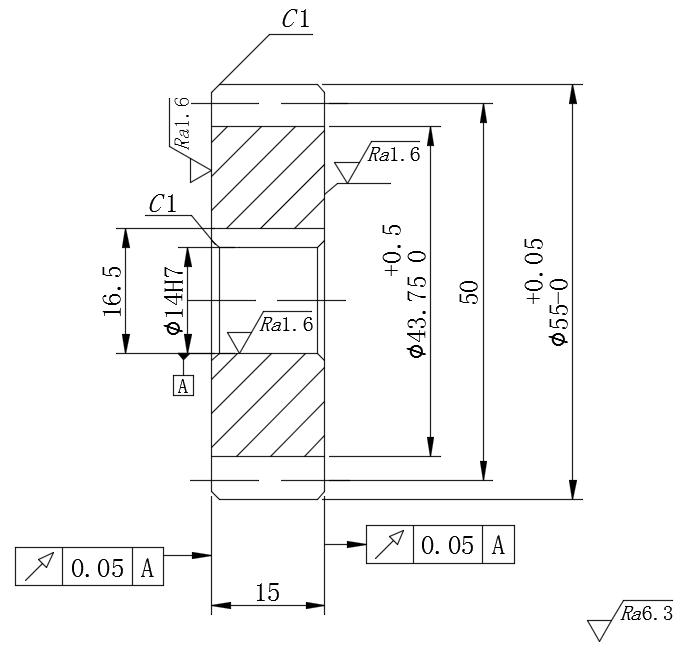 C1
Ra1.6
Ra1.6
C1
16.5
ϕ14H7
Ra1.6
A
+0.5
ϕ43.75 0
50
+0.05
ϕ55-0
0.05 A
0.05 A
15
Ra6.3